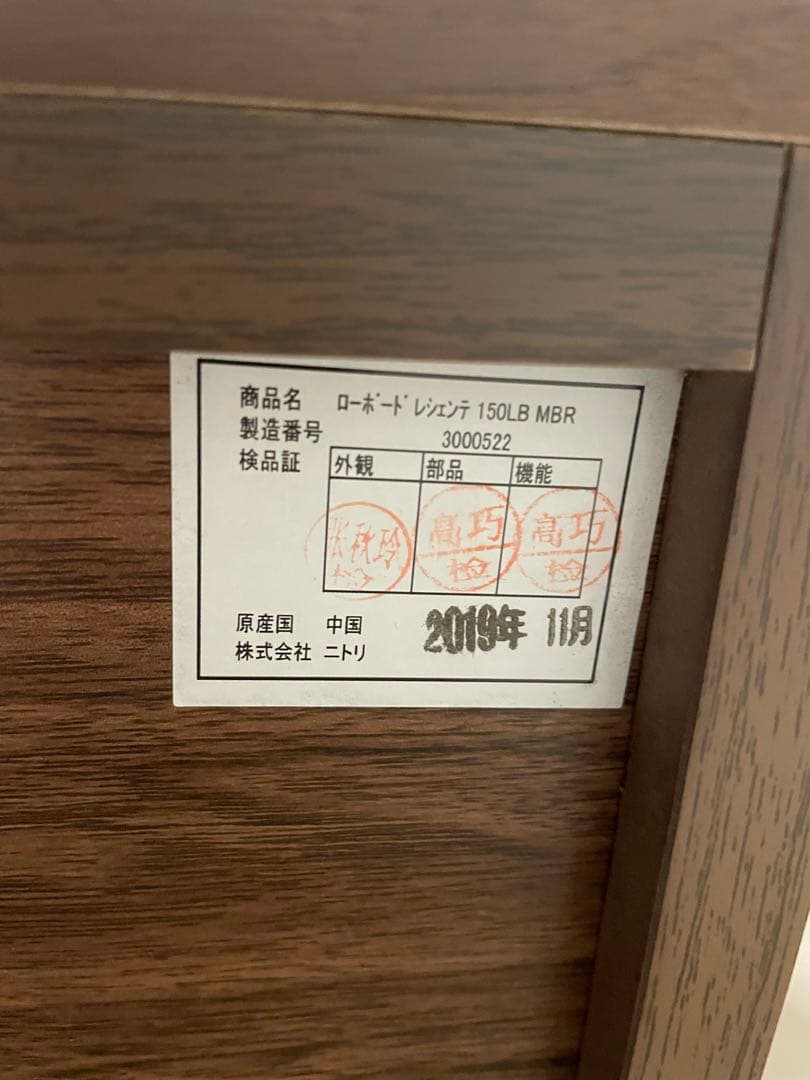 商品名 ﾛｰﾎﾞｰﾄﾞ ﾚｼｪﾝﾃ 150LB MBR
製造番号 3000522
検品証 外観 部品 機能
秋玲 高巧 高巧
検 検
原産国 中国 2019年 11月
株式会社 ニトリ